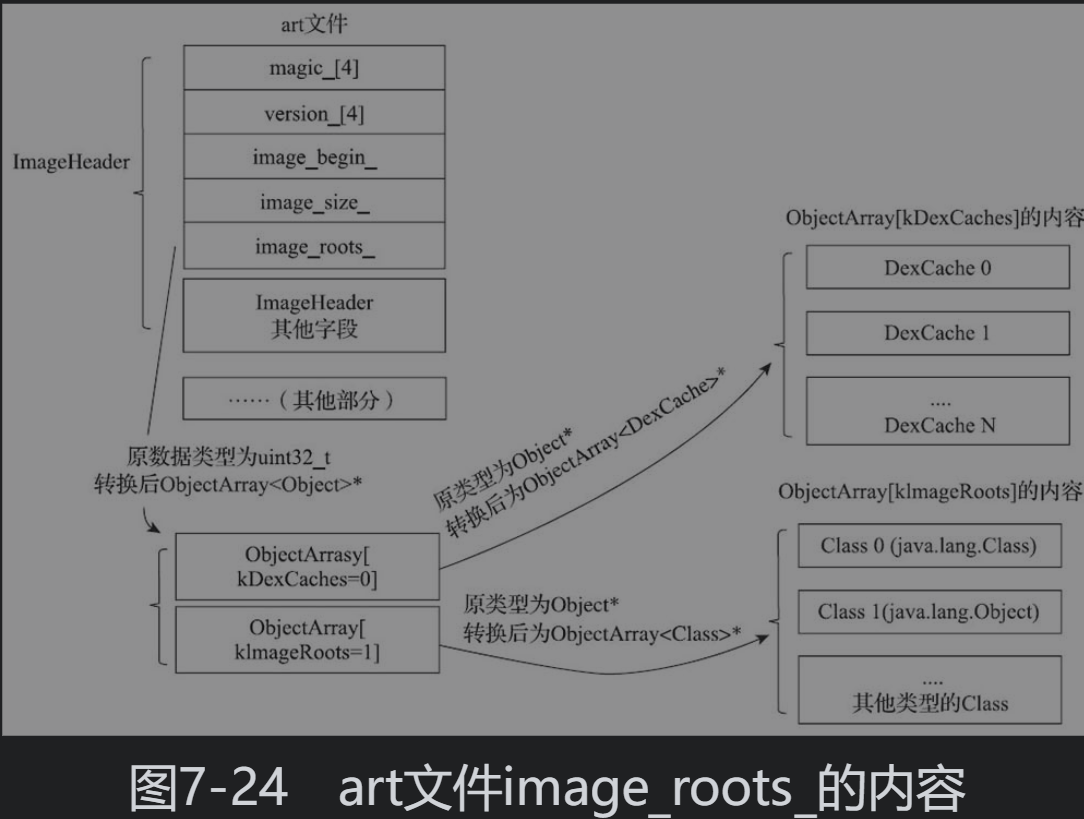 art文件
ImageHeader
magic_[4]
version_[4]
image_begin_
image_size_
image_roots_
ImageHeader
其他字段
……（其他部分）
原数据类型为uint32_t
转换后ObjectArray<Object>*
ObjectArrasy[
kDexCaches=0]
ObjectArray[
klmageRoots=1]
原类型为Object*
转换后为ObjectArray<DexCache>*
原类型为Object*
转换后为ObjectArray<Class>*
ObjectArray[kDexCaches]的内容
DexCache 0
DexCache 1
....
DexCache N
ObjectArray[klmageRoots]的内容
Class 0 (java.lang.Class)
Class 1(java.lang.Object)
....
其他类型的Class
图7-24　art文件image_roots_的内容